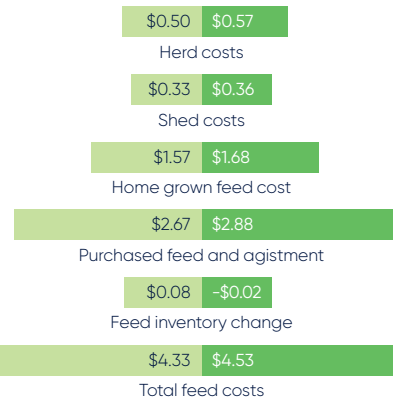 $0.50 $0.57
Herd costs
$0.33 $0.36
Shed costs
$1.57 $1.68
Home grown feed cost
$2.67 $2.88
Purchased feed and agistment
$0.08 -$0.02
Feed inventory change
$4.33 $4.53
Total feed costs